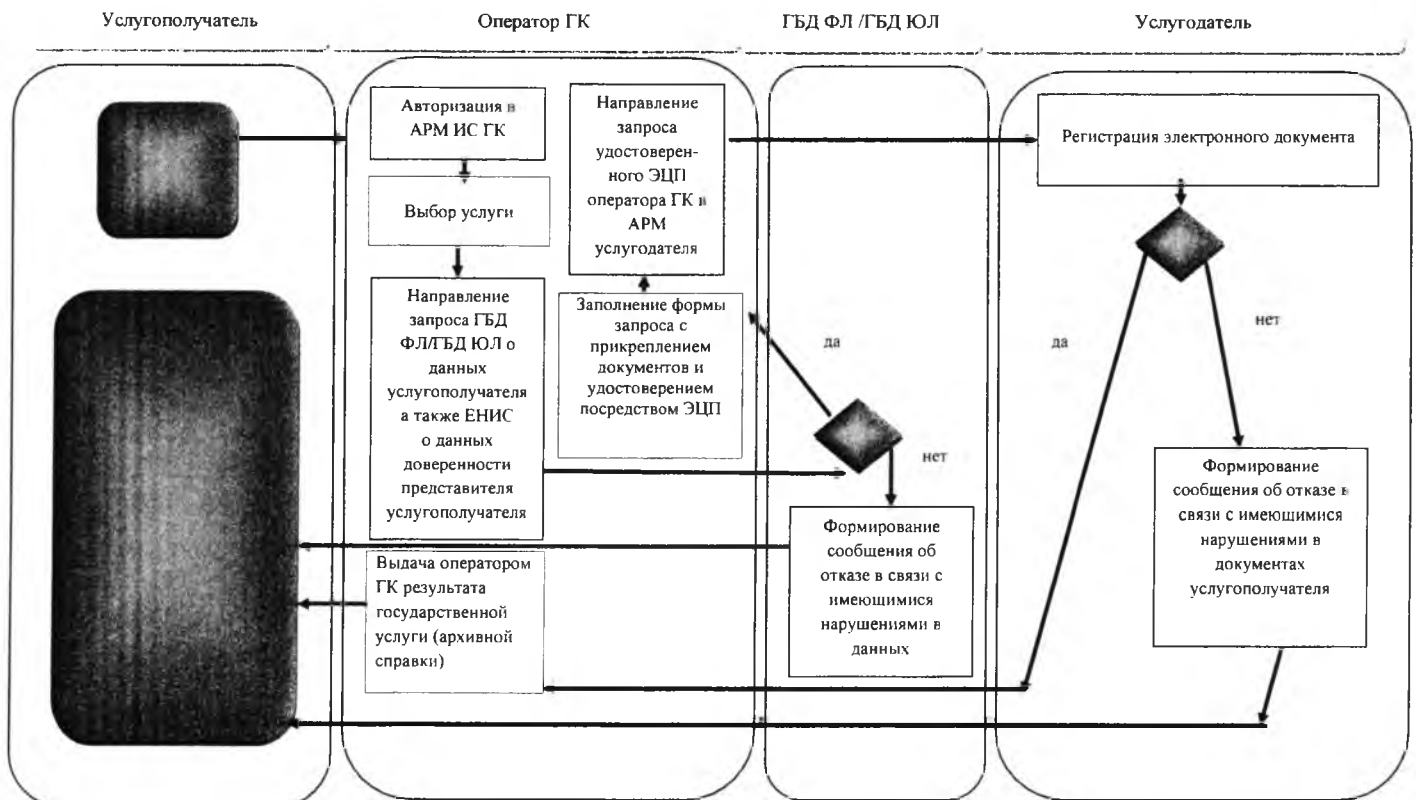 Услугополучатель
Оператор ГК
ГБД ФЛ /ГБД ЮЛ
Услугодатель
Авторизация в
АРМ ИС ГК
Выбор услуги
Направление
запроса ГБД
ФЛ/ГБД ЮЛ о
данных
услугополучателя
а также ЕНИС
о данных
доверенности
представителя
услугополучателя
Выдача оператором
ГК результата
государственной
услуги (архивной
справки)
Направление
запроса
удостоверен-
ного ЭЦП
оператора ГК в
АРМ
услугодателя
Заполнение формы
запроса с
прикреплением
документов и
удостоверением
посредством ЭЦП
да
нет
Формирование
сообщения об
отказе в связи с
имеющимися
нарушениями в
данных
Регистрация электронного документа
да
нет
Формирование
сообщения об отказе в
связи с имеющимися
нарушениями в
документах
услугополучателя